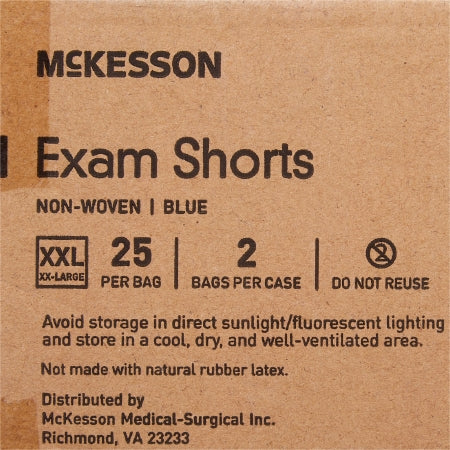 McKESSON
Exam Shorts
NON-WOVEN | BLUE
XXL
XX-LARGE
25
PER BAG
2
BAGS PER CASE
2
DO NOT REUSE
Avoid storage in direct sunlight/fluorescent lighting
and store in a cool, dry, and well-ventilated area.
Not made with natural rubber latex.
Distributed by
McKesson Medical-Surgical Inc.
Richmond, VA 23233